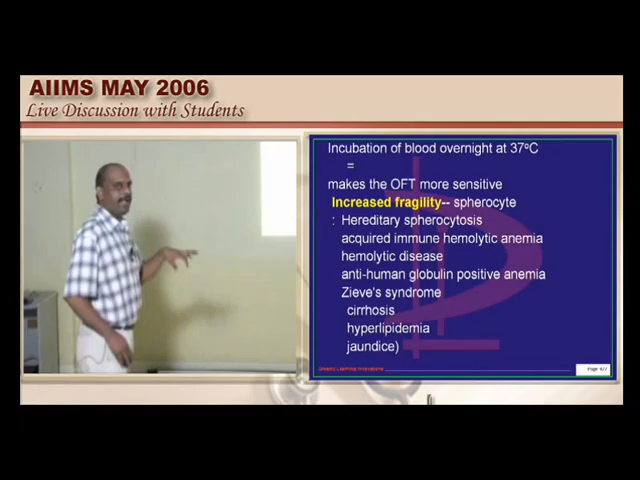 AIIMS MAY 2006
Live Discussion with Students
Incubation of blood overnight at 37ºC
=
makes the OFT more sensitive
Increased fragility-- spherocyte
: Hereditary spherocytosis
acquired immune hemolytic anemia
hemolytic disease
anti-human globulin positive anemia
Zieve's syndrome
cirrhosis
hyperlipidemia
jaundice)